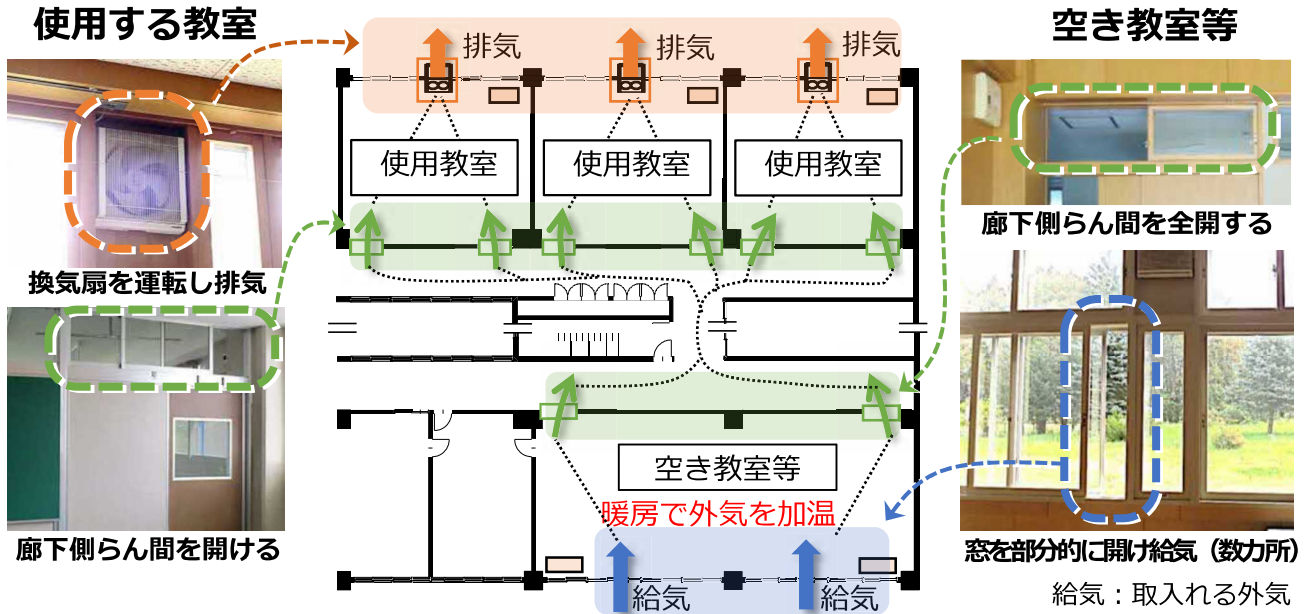 使用する教室
空き教室等
排気
排気
排気
使用教室
使用教室
使用教室
換気扇を運転し排気
廊下側らん間を全開する
空き教室等
暖房で外気を加温
廊下側らん間を開ける
窓を部分的に開け給気（数カ所）
給気
給気
給気：取入れる外気